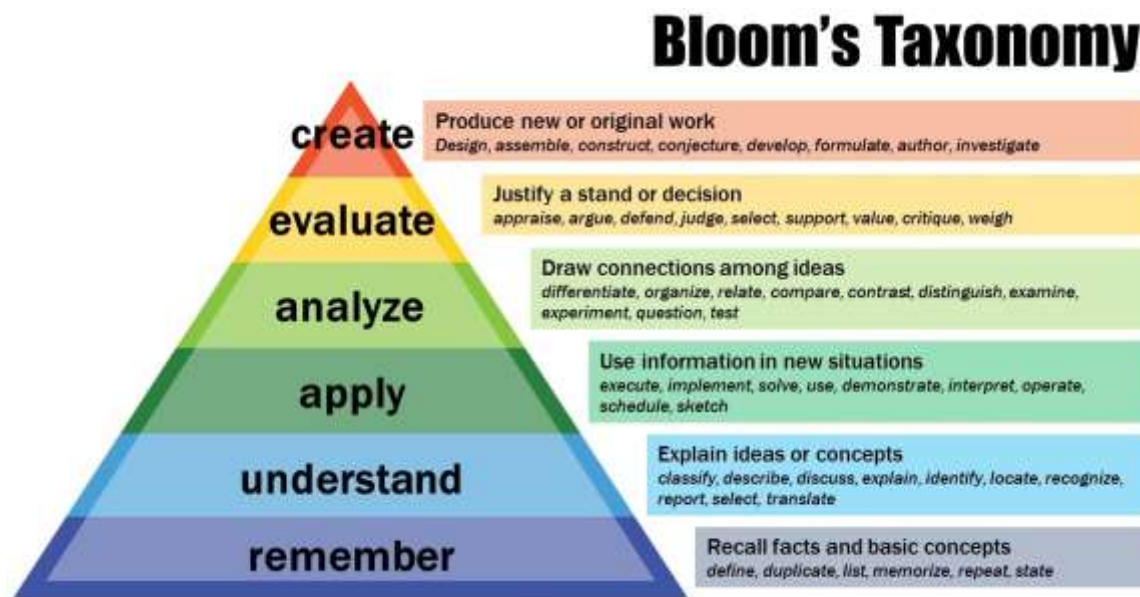 Bloom's Taxonomy
create
Produce new or original work
Design, assemble, construct, conjecture, develop, formulate, author, investigate
evaluate
Justify a stand or decision
appraise, argue, defend, judge, select, support, value, critique, weigh
analyze
Draw connections among ideas
differentiate, organize, relate, compare, contrast, distinguish, examine,
experiment, question, test
apply
Use information in new situations
execute, implement, solve, use, demonstrate, interpret, operate,
schedule, sketch
understand
Explain ideas or concepts
classify, describe, discuss, explain, identify, locate, recognize,
report, select, translate
remember
Recall facts and basic concepts
define, duplicate, list, memorize, repeat, state